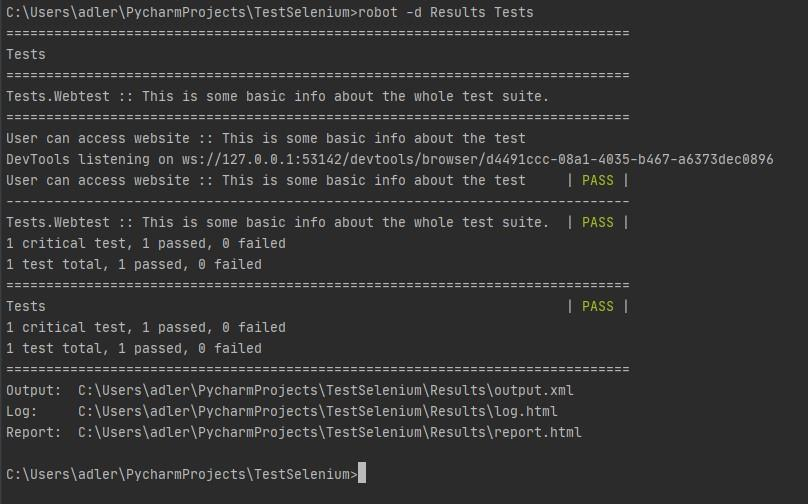 C:\Users\adler\PycharmProjects\TestSelenium>robot -d Results Tests
==============================================================================
Tests
==============================================================================
Tests.Webtest :: This is some basic info about the whole test suite.
==============================================================================
User can access website :: This is some basic info about the test
DevTools listening on ws://127.0.0.1:53142/devtools/browser/d4491ccc-08a1-4035-b467-a6373dec0896
User can access website :: This is some basic info about the test     | PASS |
------------------------------------------------------------------------------
Tests.Webtest :: This is some basic info about the whole test suite.  | PASS |
1 critical test, 1 passed, 0 failed
1 test total, 1 passed, 0 failed
==============================================================================
Tests                                                                 | PASS |
1 critical test, 1 passed, 0 failed
1 test total, 1 passed, 0 failed
==============================================================================
Output:  C:\Users\adler\PycharmProjects\TestSelenium\Results\output.xml
Log:     C:\Users\adler\PycharmProjects\TestSelenium\Results\log.html
Report:  C:\Users\adler\PycharmProjects\TestSelenium\Results\report.html
C:\Users\adler\PycharmProjects\TestSelenium>